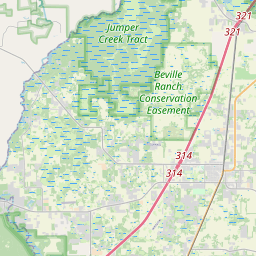 321
321
Jumper
Creek Tract
Beville
Ranch
Conservation
Easement
314
314